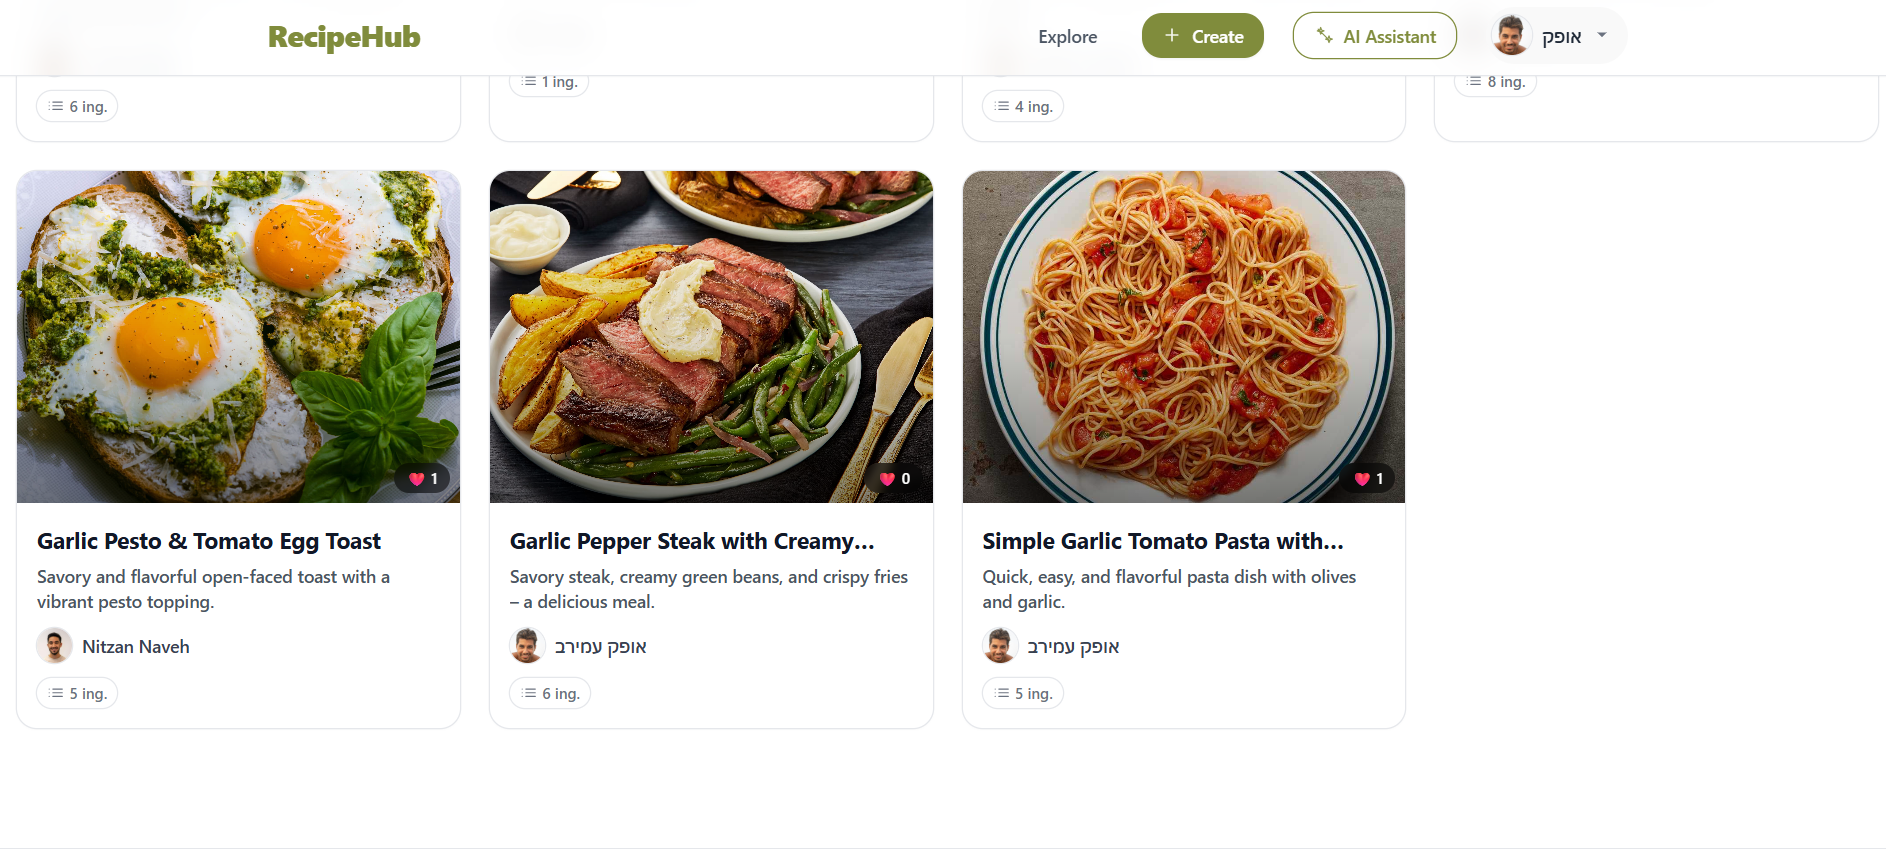 RecipeHub
Explore
+ Create
AI Assistant
אופק
6 ing.
1 ing.
4 ing.
8 ing.
1
0
1
Garlic Pesto & Tomato Egg Toast
Savory and flavorful open-faced toast with a
vibrant pesto topping.
Nitzan Naveh
5 ing.
Garlic Pepper Steak with Creamy...
Savory steak, creamy green beans, and crispy fries
– a delicious meal.
אופק עמירב
6 ing.
Simple Garlic Tomato Pasta with...
Quick, easy, and flavorful pasta dish with olives
and garlic.
אופק עמירב
5 ing.